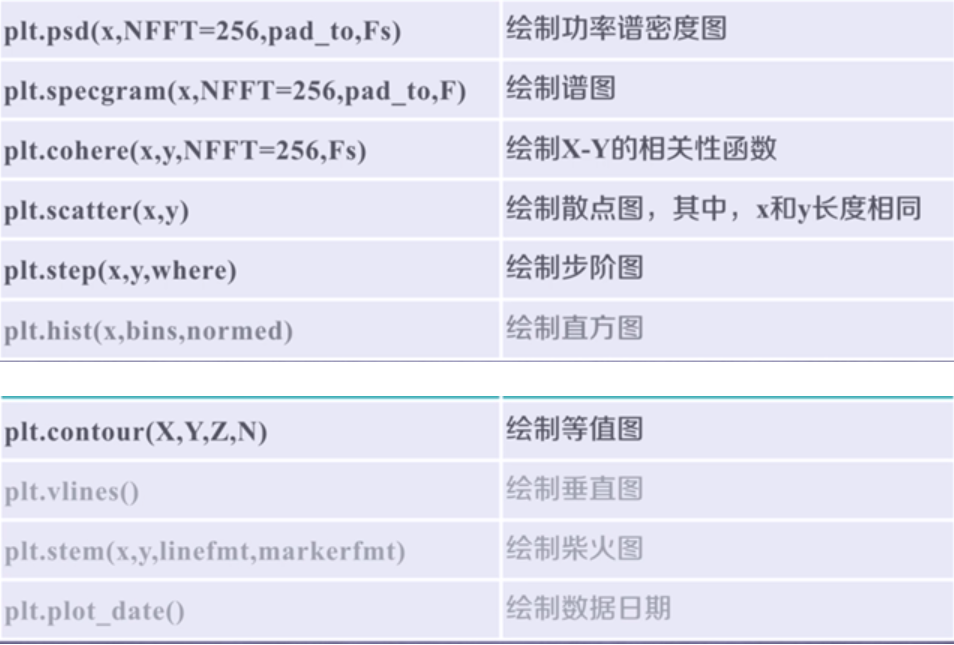 plt.psd(x,NFFT=256,pad_to,Fs) 绘制功率谱密度图
plt.specgram(x,NFFT=256,pad_to,F) 绘制谱图
plt.cohere(x,y,NFFT=256,Fs) 绘制X-Y的相关性函数
plt.scatter(x,y) 绘制散点图，其中，x和y长度相同
plt.step(x,y,where) 绘制步阶图
plt.hist(x,bins,normed) 绘制直方图
plt.contour(X,Y,Z,N) 绘制等值图
plt.vlines() 绘制垂直图
plt.stem(x,y,linefmt,markerfmt) 绘制柴火图
plt.plot_date() 绘制数据日期